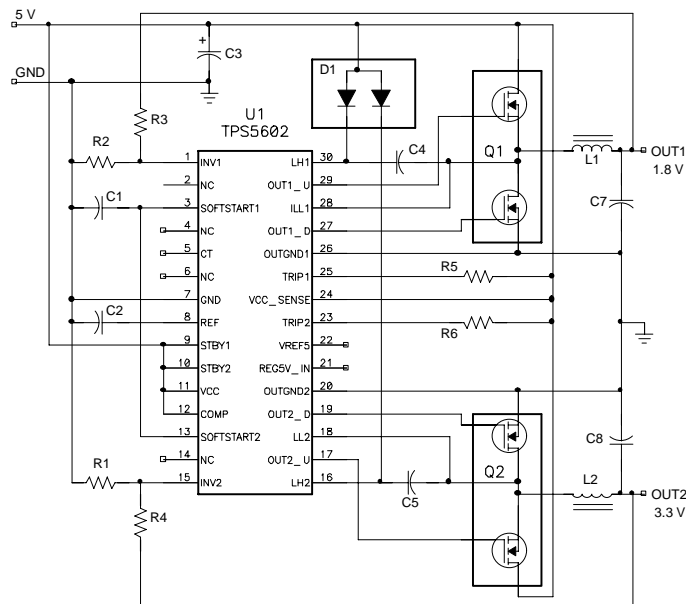 5 V
+
C3
GND
D1
R3
U1
TPS5602
R2
C4
Q1
L1
OUT1
1.8 V
C1
C7
1 INV1 LH1 30
2 NC OUT1_U 29
3 SOFTSTART1 ILL1 28
4 NC OUT1_D 27
5 CT OUTGND1 26
6 NC TRIP1 25
7 GND VCC_SENSE 24
8 REF TRIP2 23
9 STBY1 VREF5 22
10 STBY2 REG5V_IN 21
11 VCC OUTGND2 20
12 COMP OUT2_D 19
13 SOFTSTART2 LL2 18
14 NC OUT2_U 17
15 INV2 LH2 16
R5
C2
R6
C8
R1
Q2
L2
C5
OUT2
3.3 V
R4